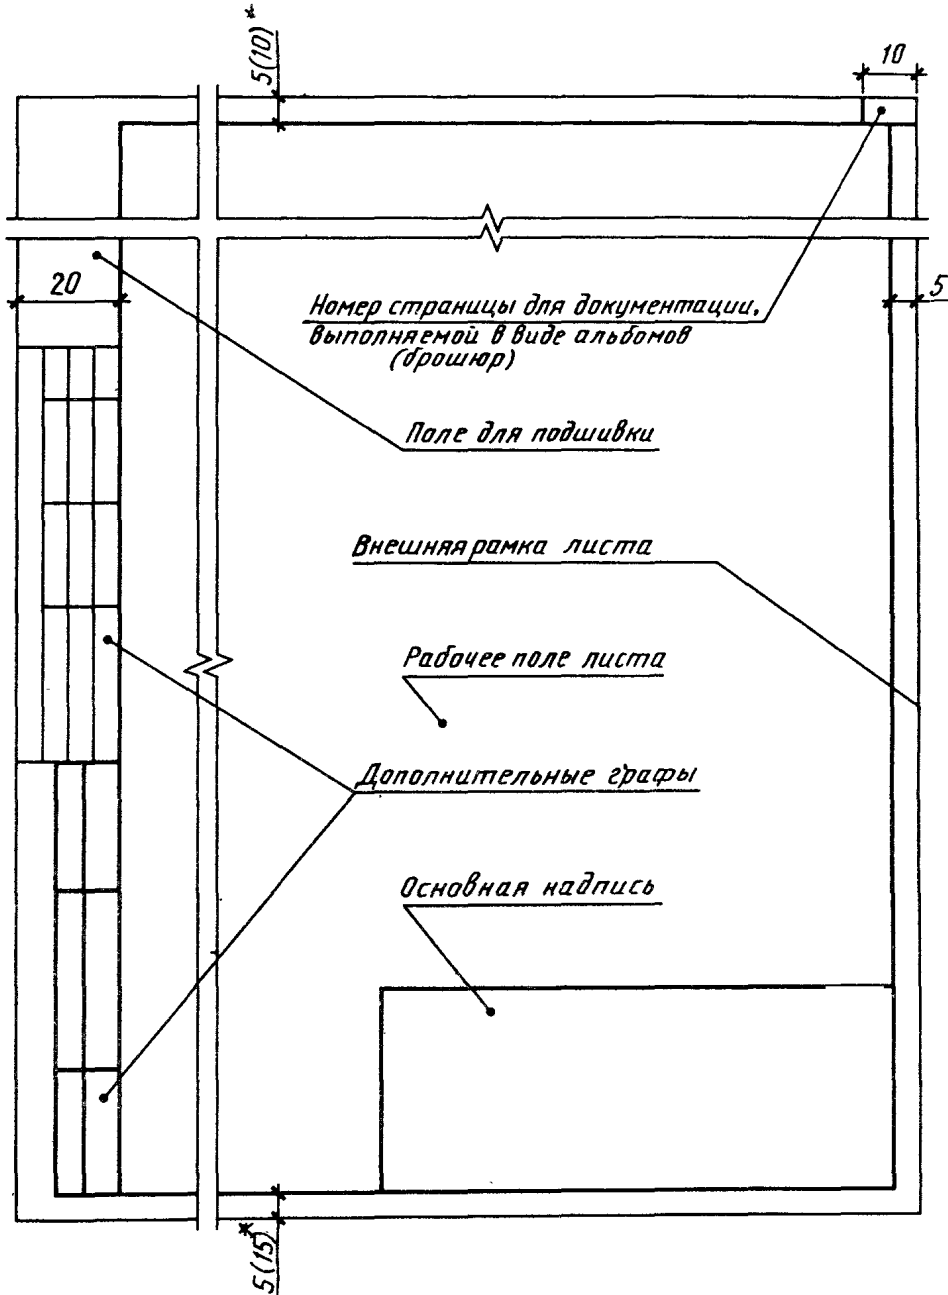 5(10)*
10
20
5
Номер страницы для документации,
выполняемой в виде альбомов
(брошюр)
Поле для подшивки
Внешняя рамка листа
Рабочее поле листа
Дополнительные графы
Основная надпись
5(15)*